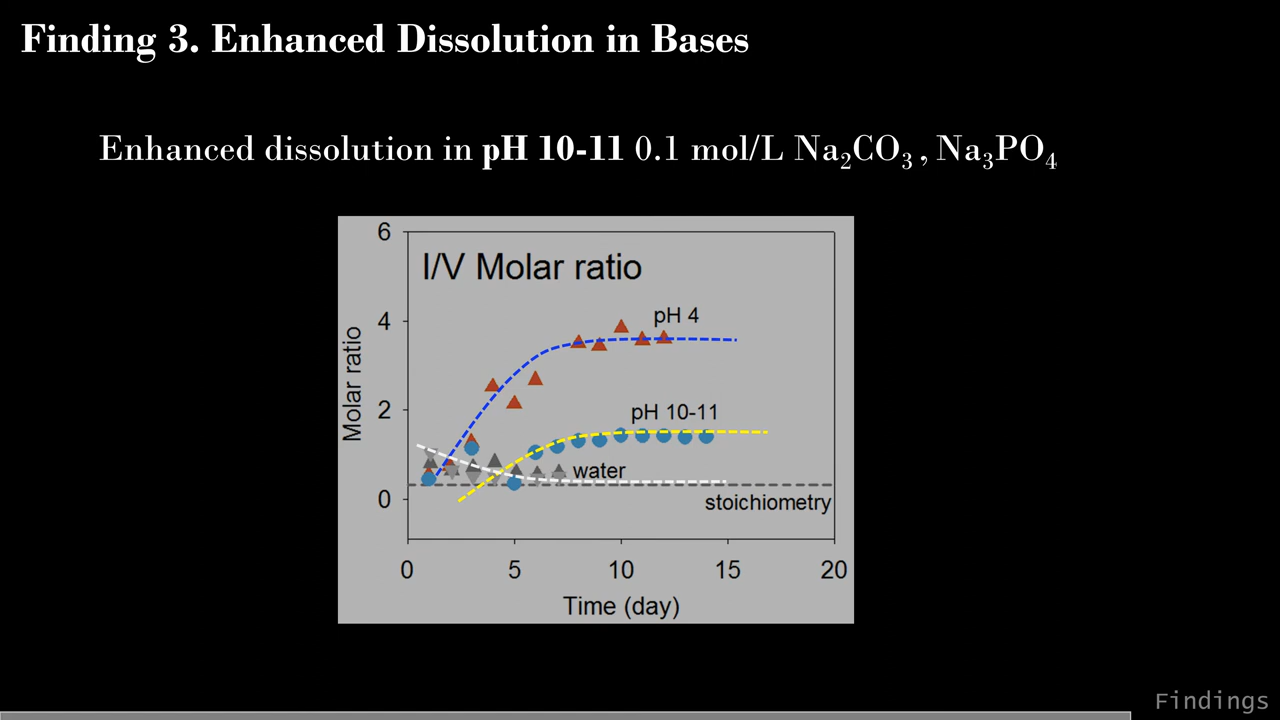 Finding 3. Enhanced Dissolution in Bases
Enhanced dissolution in pH 10-11 0.1 mol/L Na₂CO₃, Na₃PO₄
I/V Molar ratio
Molar ratio
6
4
2
0
pH 4
pH 10-11
water
stoichiometry
0 5 10 15 20
Time (day)
Findings